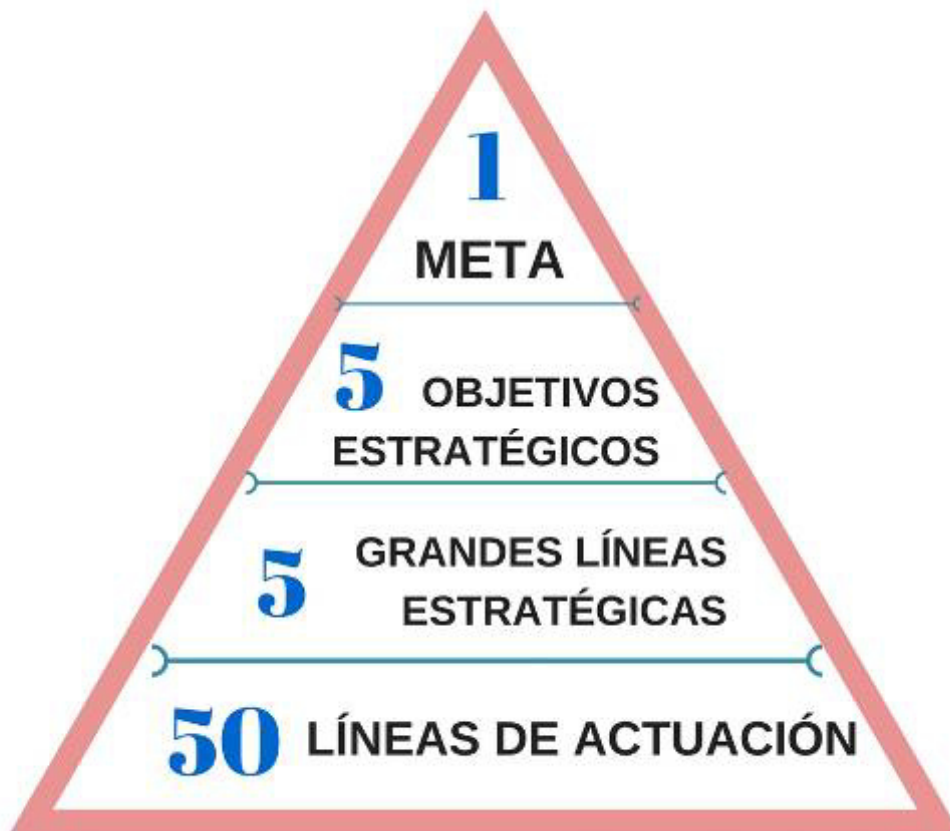 1
META
5 OBJETIVOS
ESTRATÉGICOS
5 GRANDES LÍNEAS
ESTRATÉGICAS
50 LÍNEAS DE ACTUACIÓN